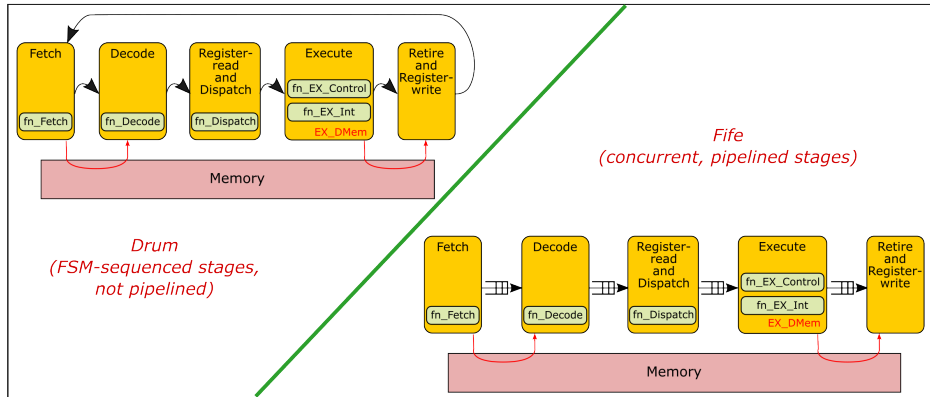 Fetch
fn_Fetch
Decode
fn_Decode
Register-
read
and
Dispatch
fn_Dispatch
Execute
fn_EX_Control
fn_EX_Int
EX_DMem
Retire
and
Register-
write
Memory
Drum
(FSM-sequenced stages,
not pipelined)
Fife
(concurrent, pipelined stages)
Fetch
fn_Fetch
Decode
fn_Decode
Register-
read
and
Dispatch
fn_Dispatch
Execute
fn_EX_Control
fn_EX_Int
EX_DMem
Retire
and
Register-
write
Memory